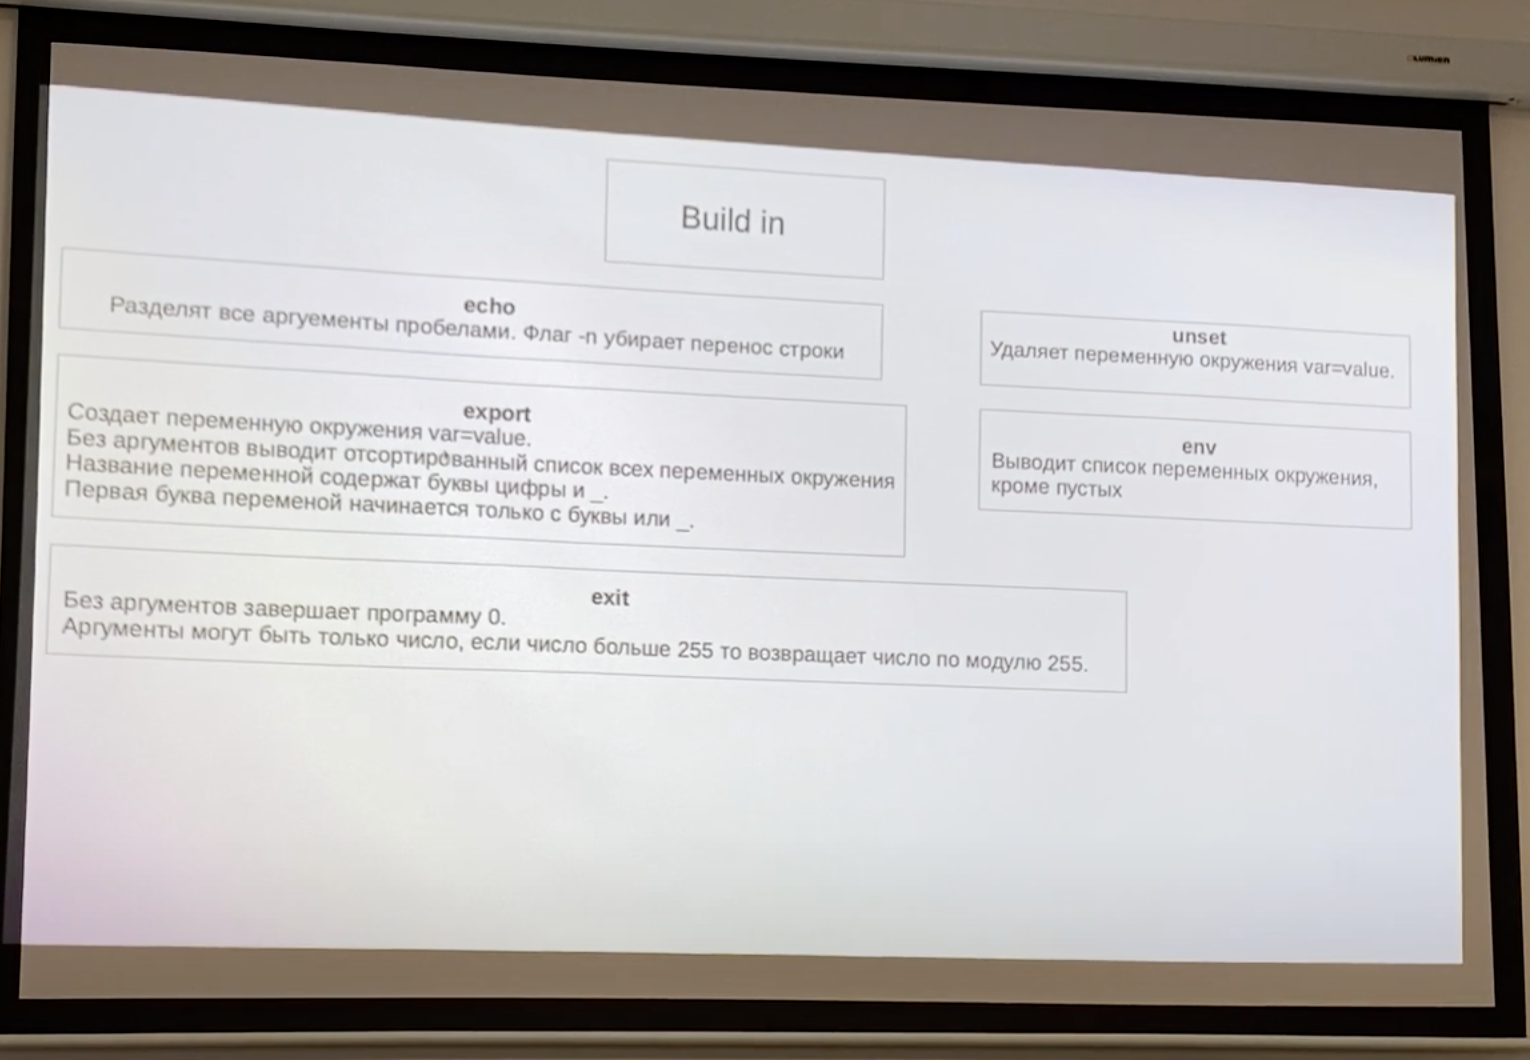 Build in
echo
Разделят все аргуементы пробелами. Флаг -n убирает перенос строки
unset
Удаляет переменную окружения var=value.
export
Создает переменную окружения var=value.
Без аргументов выводит отсортированный список всех переменных окружения
Название переменной содержат буквы цифры и _.
Первая буква переменой начинается только с буквы или _.
env
Выводит список переменных окружения,
кроме пустых
exit
Без аргументов завершает программу 0.
Аргументы могут быть только число, если число больше 255 то возвращает число по модулю 255.